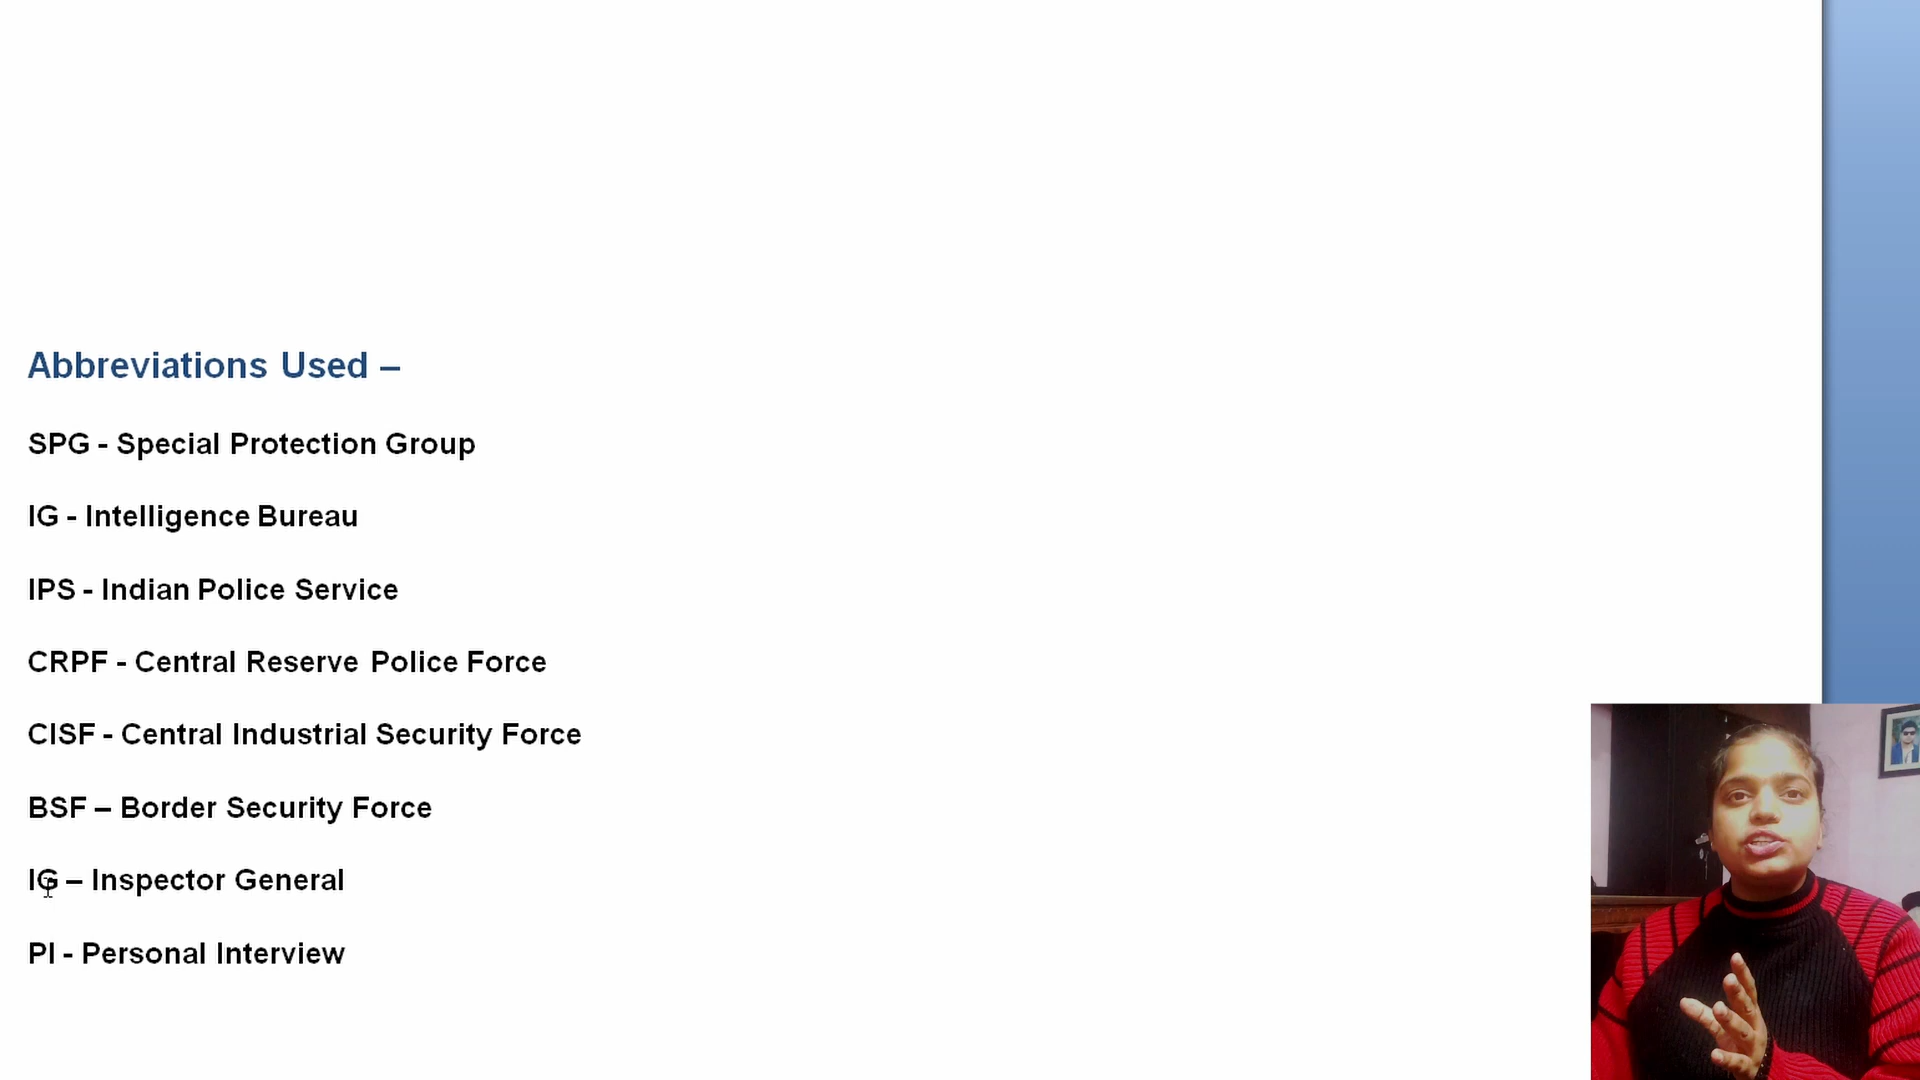 Abbreviations Used –
SPG - Special Protection Group
IG - Intelligence Bureau
IPS - Indian Police Service
CRPF - Central Reserve Police Force
CISF - Central Industrial Security Force
BSF – Border Security Force
IG – Inspector General
PI - Personal Interview